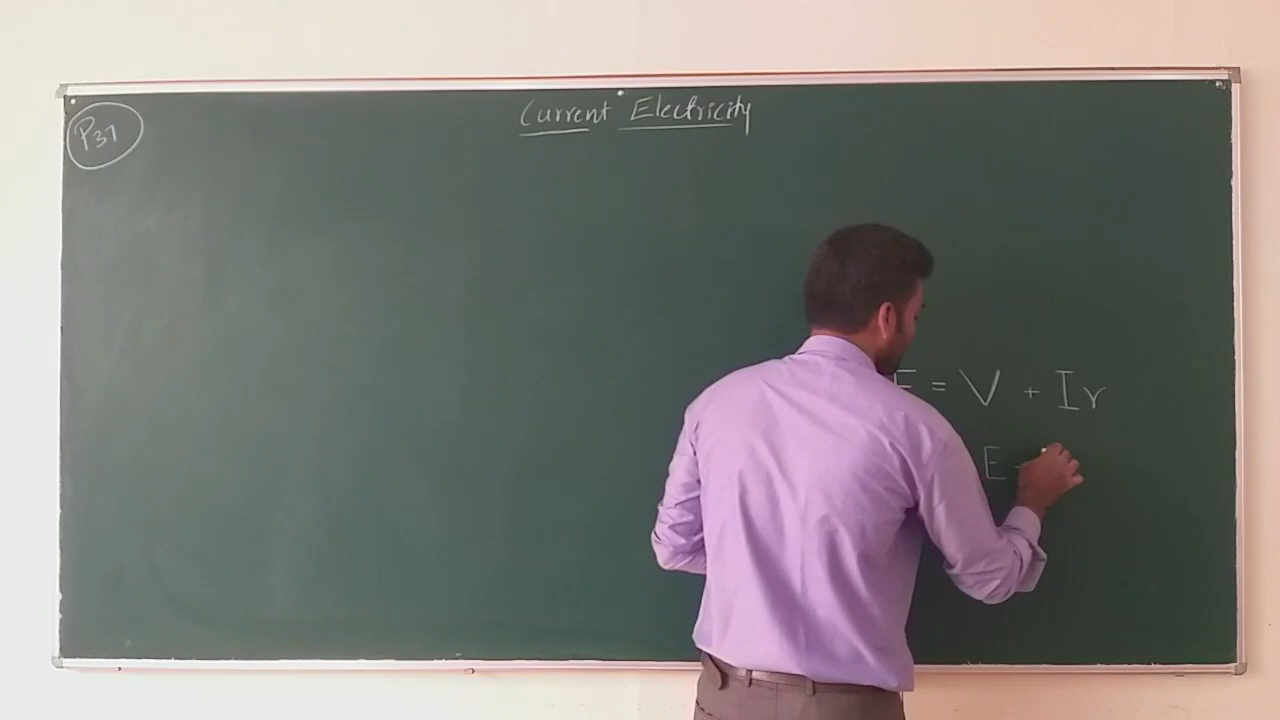 P37
Current Electricity
E = V + Ir
E -